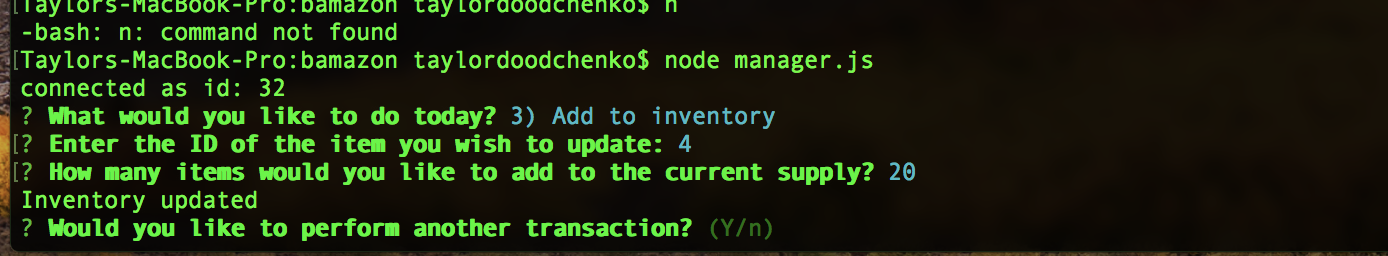 [Taylors-MacBook-Pro:bamazon taylordoodchenko$ n
-bash: n: command not found
[Taylors-MacBook-Pro:bamazon taylordoodchenko$ node manager.js
connected as id: 32
? What would you like to do today? 3) Add to inventory
[? Enter the ID of the item you wish to update: 4
[? How many items would you like to add to the current supply? 20
Inventory updated
? Would you like to perform another transaction? (Y/n)